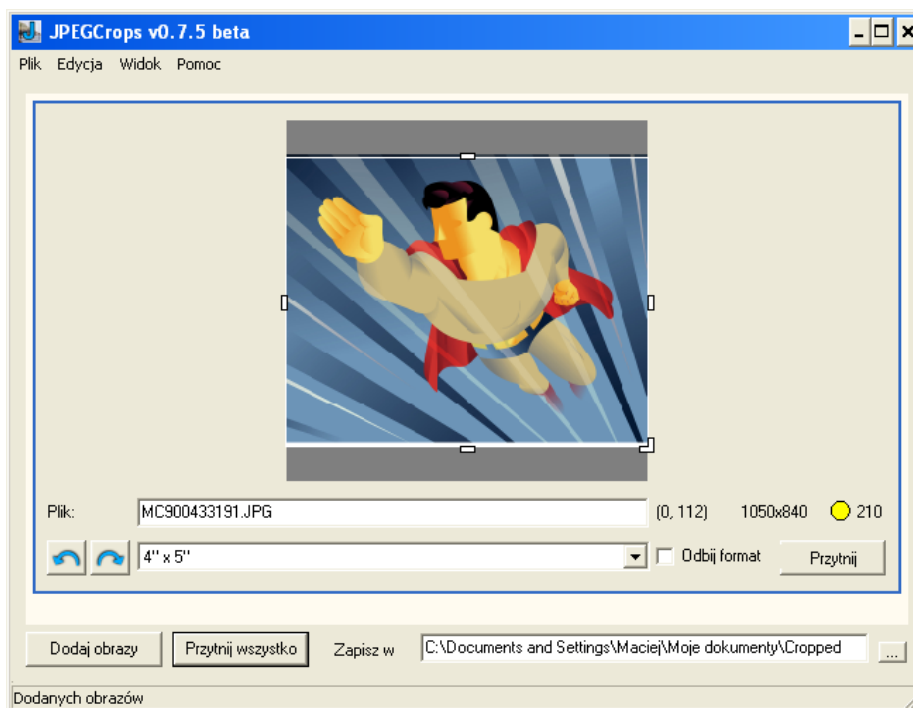 JPEGCrops v0.7.5 beta
Plik Edycja Widok Pomoc
Plik: MC900433191.JPG (0, 112) 1050x840 210
4" x 5" Odbij format Przytnij
Dodaj obrazy Przytnij wszystko Zapisz w C:\Documents and Settings\Maciej\Moje dokumenty\Cropped ...
Dodanych obrazów